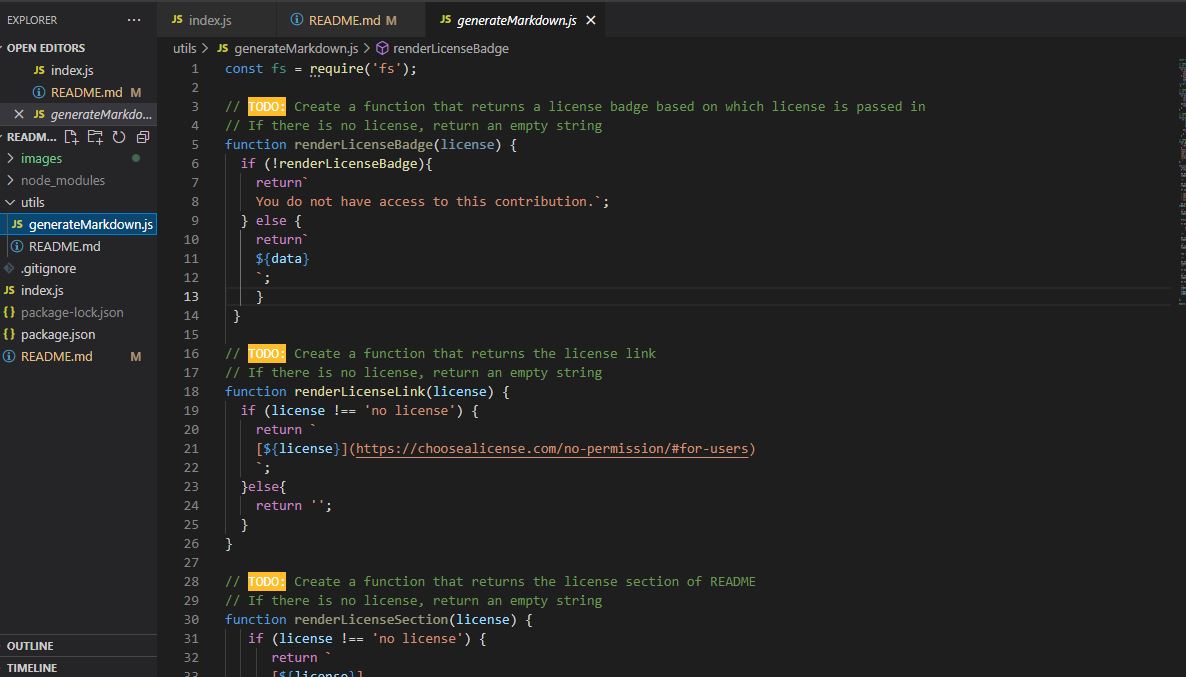 EXPLORER ...
OPEN EDITORS
JS index.js
README.md M
JS generateMarkdo...
READM...
images
node_modules
utils
JS generateMarkdown.js
README.md
.gitignore
JS index.js
{} package-lock.json
{} package.json
README.md M
OUTLINE
TIMELINE
JS index.js
README.md M
JS generateMarkdown.js
utils > JS generateMarkdown.js > renderLicenseBadge
1 const fs = require('fs');
2
3 // TODO: Create a function that returns a license badge based on which license is passed in
4 // If there is no license, return an empty string
5 function renderLicenseBadge(license) {
6 if (!renderLicenseBadge){
7 return`
8 You do not have access to this contribution.`;
9 } else {
10 return`
11 ${data}
12 `;
13 }
14 }
15
16 // TODO: Create a function that returns the license link
17 // If there is no license, return an empty string
18 function renderLicenseLink(license) {
19 if (license !== 'no license') {
20 return `
21 [${license}](https://choosealicense.com/no-permission/#for-users)
22 `;
23 }else{
24 return '';
25 }
26 }
27
28 // TODO: Create a function that returns the license section of README
29 // If there is no license, return an empty string
30 function renderLicenseSection(license) {
31 if (license !== 'no license') {
32 return `
33 [${license}]